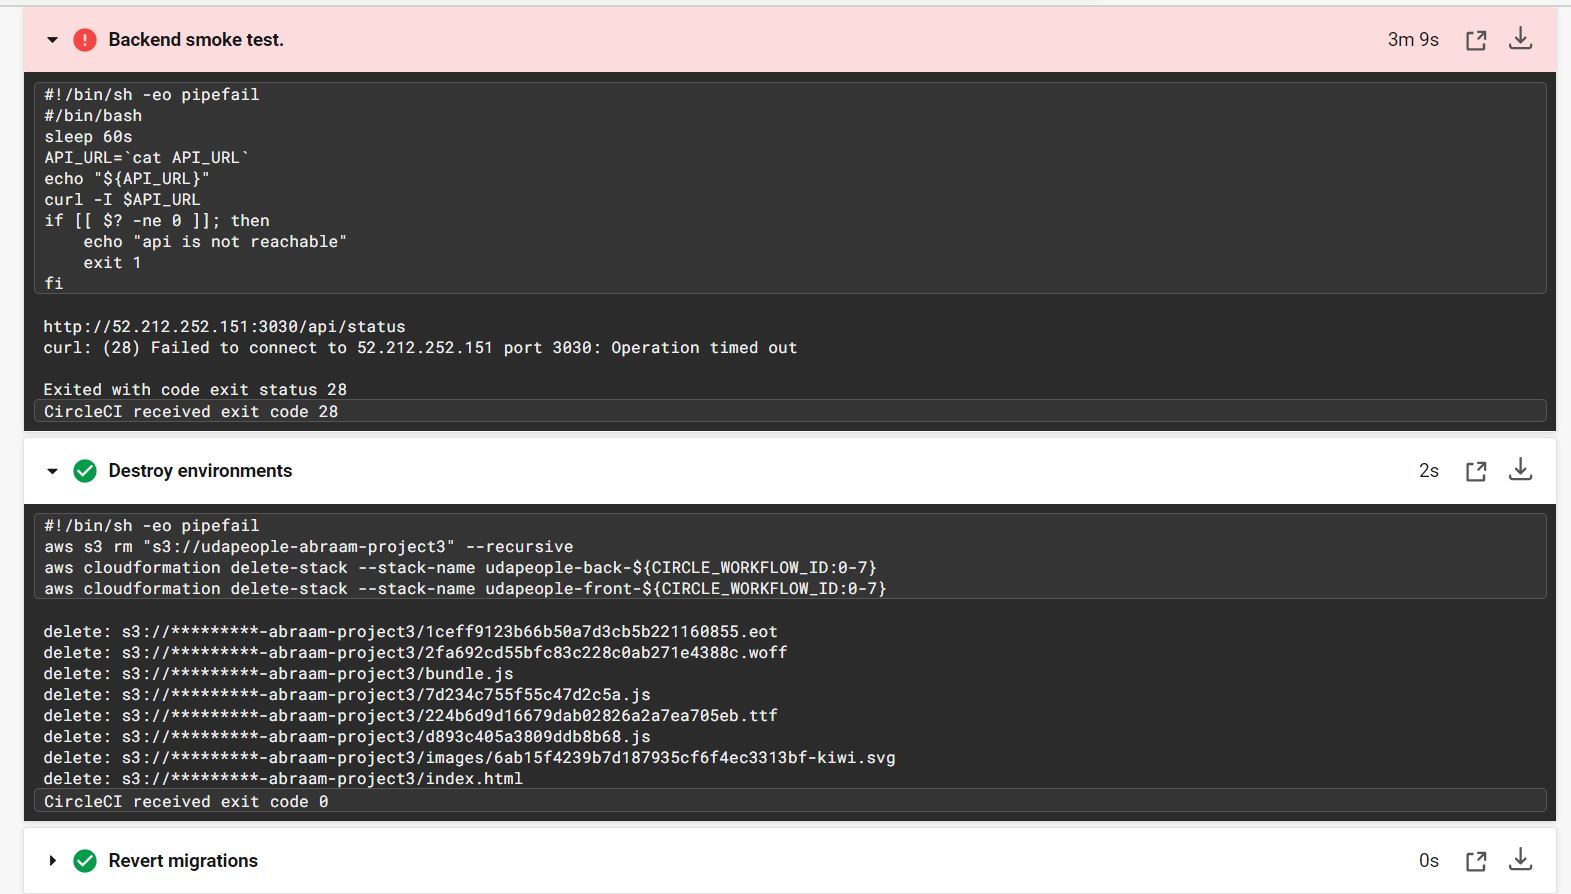 Backend smoke test.
3m 9s
#!/bin/sh -eo pipefail
#/bin/bash
sleep 60s
API_URL=`cat API_URL`
echo "${API_URL}"
curl -I $API_URL
if [[ $? -ne 0 ]]; then
    echo "api is not reachable"
    exit 1
fi
http://52.212.252.151:3030/api/status
curl: (28) Failed to connect to 52.212.252.151 port 3030: Operation timed out
Exited with code exit status 28
CircleCI received exit code 28
Destroy environments
2s
#!/bin/sh -eo pipefail
aws s3 rm "s3://udapeople-abraam-project3" --recursive
aws cloudformation delete-stack --stack-name udapeople-back-${CIRCLE_WORKFLOW_ID:0-7}
aws cloudformation delete-stack --stack-name udapeople-front-${CIRCLE_WORKFLOW_ID:0-7}
delete: s3://*********-abraam-project3/1ceff9123b66b50a7d3cb5b221160855.eot
delete: s3://*********-abraam-project3/2fa692cd55bfc83c228c0ab271e4388c.woff
delete: s3://*********-abraam-project3/bundle.js
delete: s3://*********-abraam-project3/7d234c755f55c47d2c5a.js
delete: s3://*********-abraam-project3/224b6d9d16679dab02826a2a7ea705eb.ttf
delete: s3://*********-abraam-project3/d893c405a3809ddb8b68.js
delete: s3://*********-abraam-project3/images/6ab15f4239b7d187935cf6f4ec3313bf-kiwi.svg
delete: s3://*********-abraam-project3/index.html
CircleCI received exit code 0
Revert migrations
0s